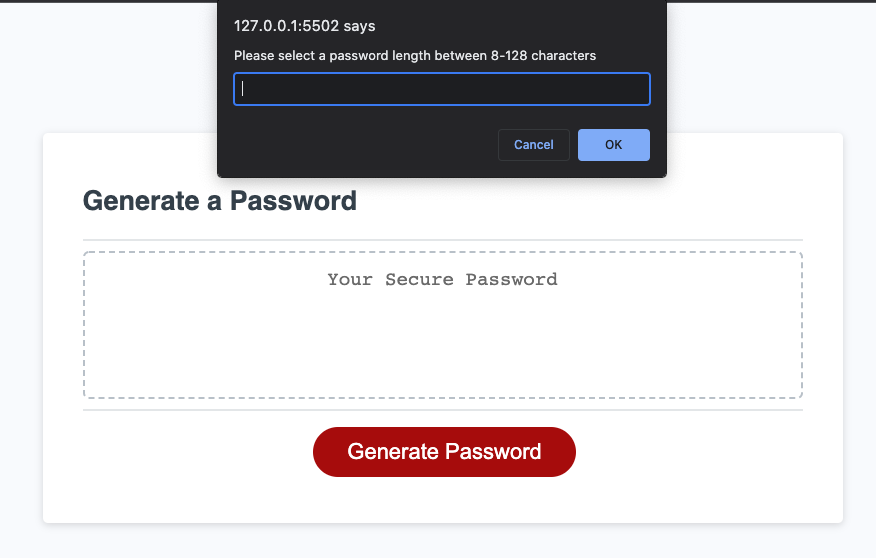 127.0.0.1:5502 says
Please select a password length between 8-128 characters
Cancel
OK
Generate a Password
Your Secure Password
Generate Password